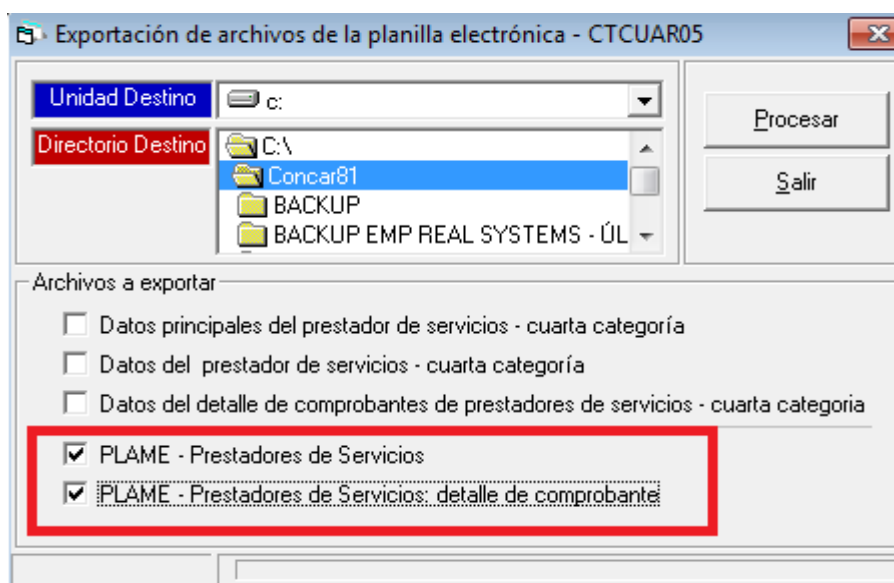 Exportación de archivos de la planilla electrónica - CTCUAR05
Unidad Destino
c:
Procesar
Directorio Destino
C:\
Concar81
Salir
BACKUP
BACKUP EMP REAL SYSTEMS - ÚL
Archivos a exportar
Datos principales del prestador de servicios - cuarta categoría
Datos del prestador de servicios - cuarta categoría
Datos del detalle de comprobantes de prestadores de servicios - cuarta categoria
PLAME - Prestadores de Servicios
PLAME - Prestadores de Servicios: detalle de comprobante